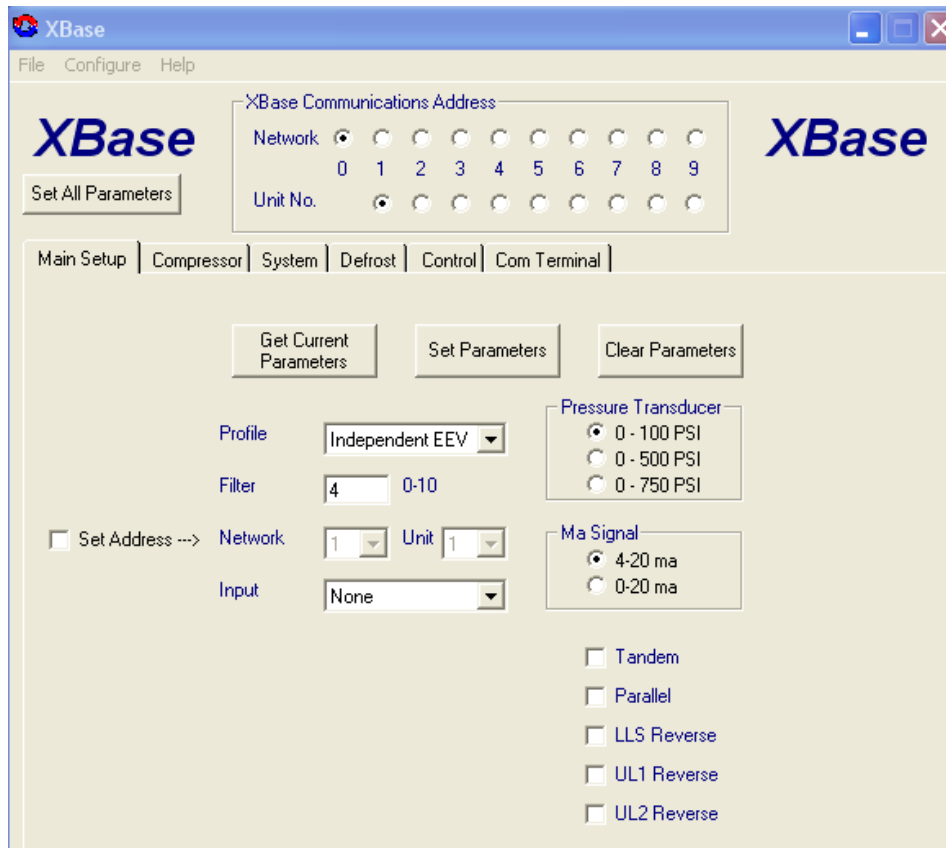 XBase
File Configure Help
XBase
XBase Communications Address
XBase
Network
0 1 2 3 4 5 6 7 8 9
Unit No.
Set All Parameters
Main Setup Compressor System Defrost Control Com Terminal
Get Current
Parameters
Set Parameters
Clear Parameters
Profile Independent EEV
Filter 4 0-10
Set Address ---> Network 1 Unit 1
Input None
Pressure Transducer
0 - 100 PSI
0 - 500 PSI
0 - 750 PSI
Ma Signal
4-20 ma
0-20 ma
Tandem
Parallel
LLS Reverse
UL1 Reverse
UL2 Reverse